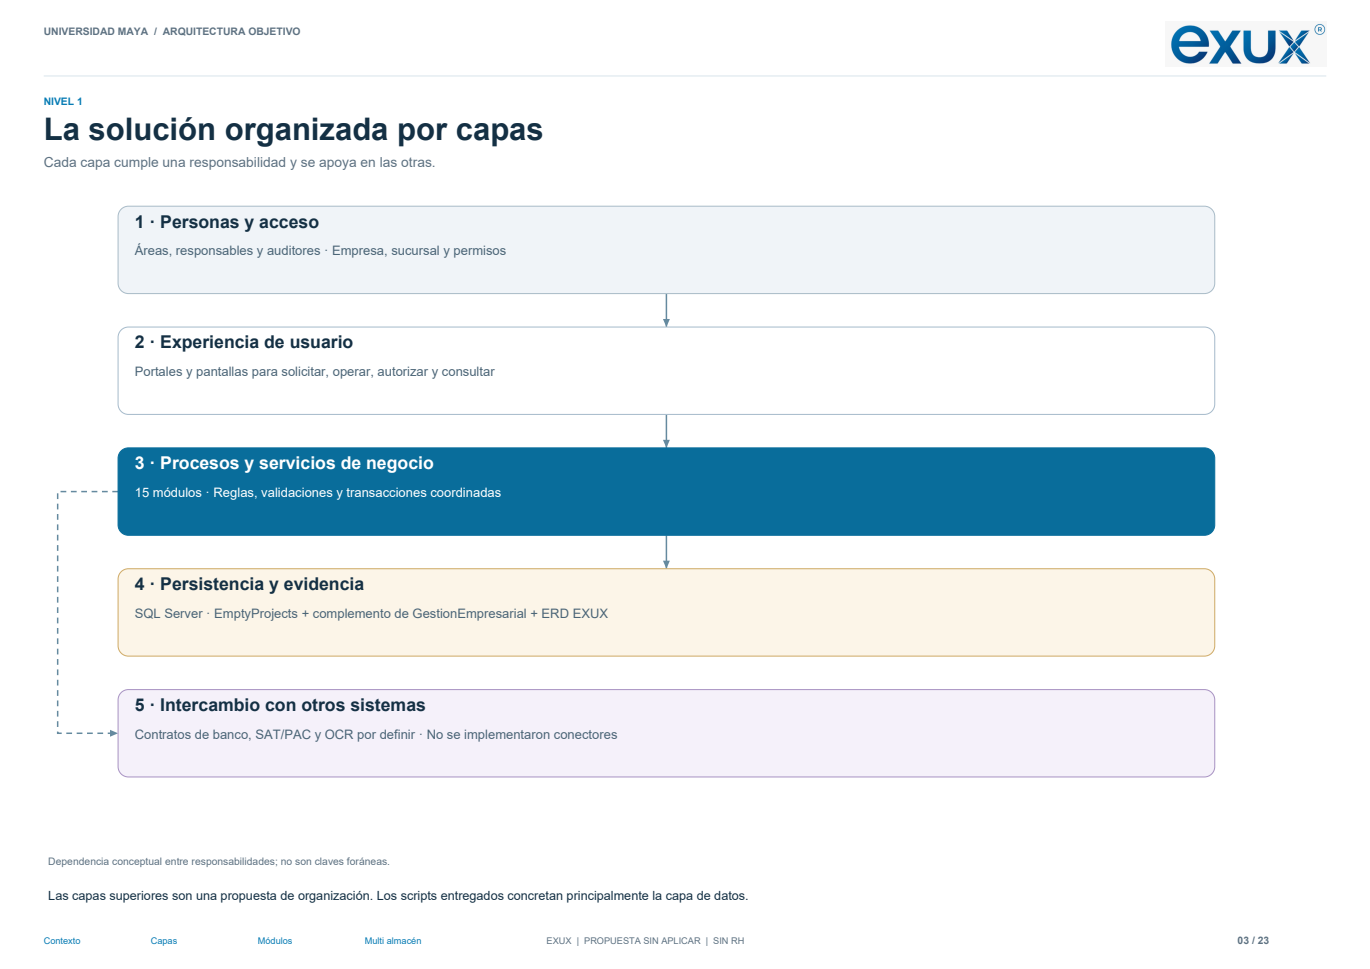 UNIVERSIDAD MAYA / ARQUITECTURA OBJETIVO
exux®
NIVEL 1
La solución organizada por capas
Cada capa cumple una responsabilidad y se apoya en las otras.
1 · Personas y acceso
Áreas, responsables y auditores · Empresa, sucursal y permisos
2 · Experiencia de usuario
Portales y pantallas para solicitar, operar, autorizar y consultar
3 · Procesos y servicios de negocio
15 módulos · Reglas, validaciones y transacciones coordinadas
4 · Persistencia y evidencia
SQL Server · EmptyProjects + complemento de GestionEmpresarial + ERD EXUX
5 · Intercambio con otros sistemas
Contratos de banco, SAT/PAC y OCR por definir · No se implementaron conectores
Dependencia conceptual entre responsabilidades; no son claves foráneas.
Las capas superiores son una propuesta de organización. Los scripts entregados concretan principalmente la capa de datos.
Contexto Capas Módulos Multi almacén EXUX | PROPUESTA SIN APLICAR | SIN RH 03 / 23